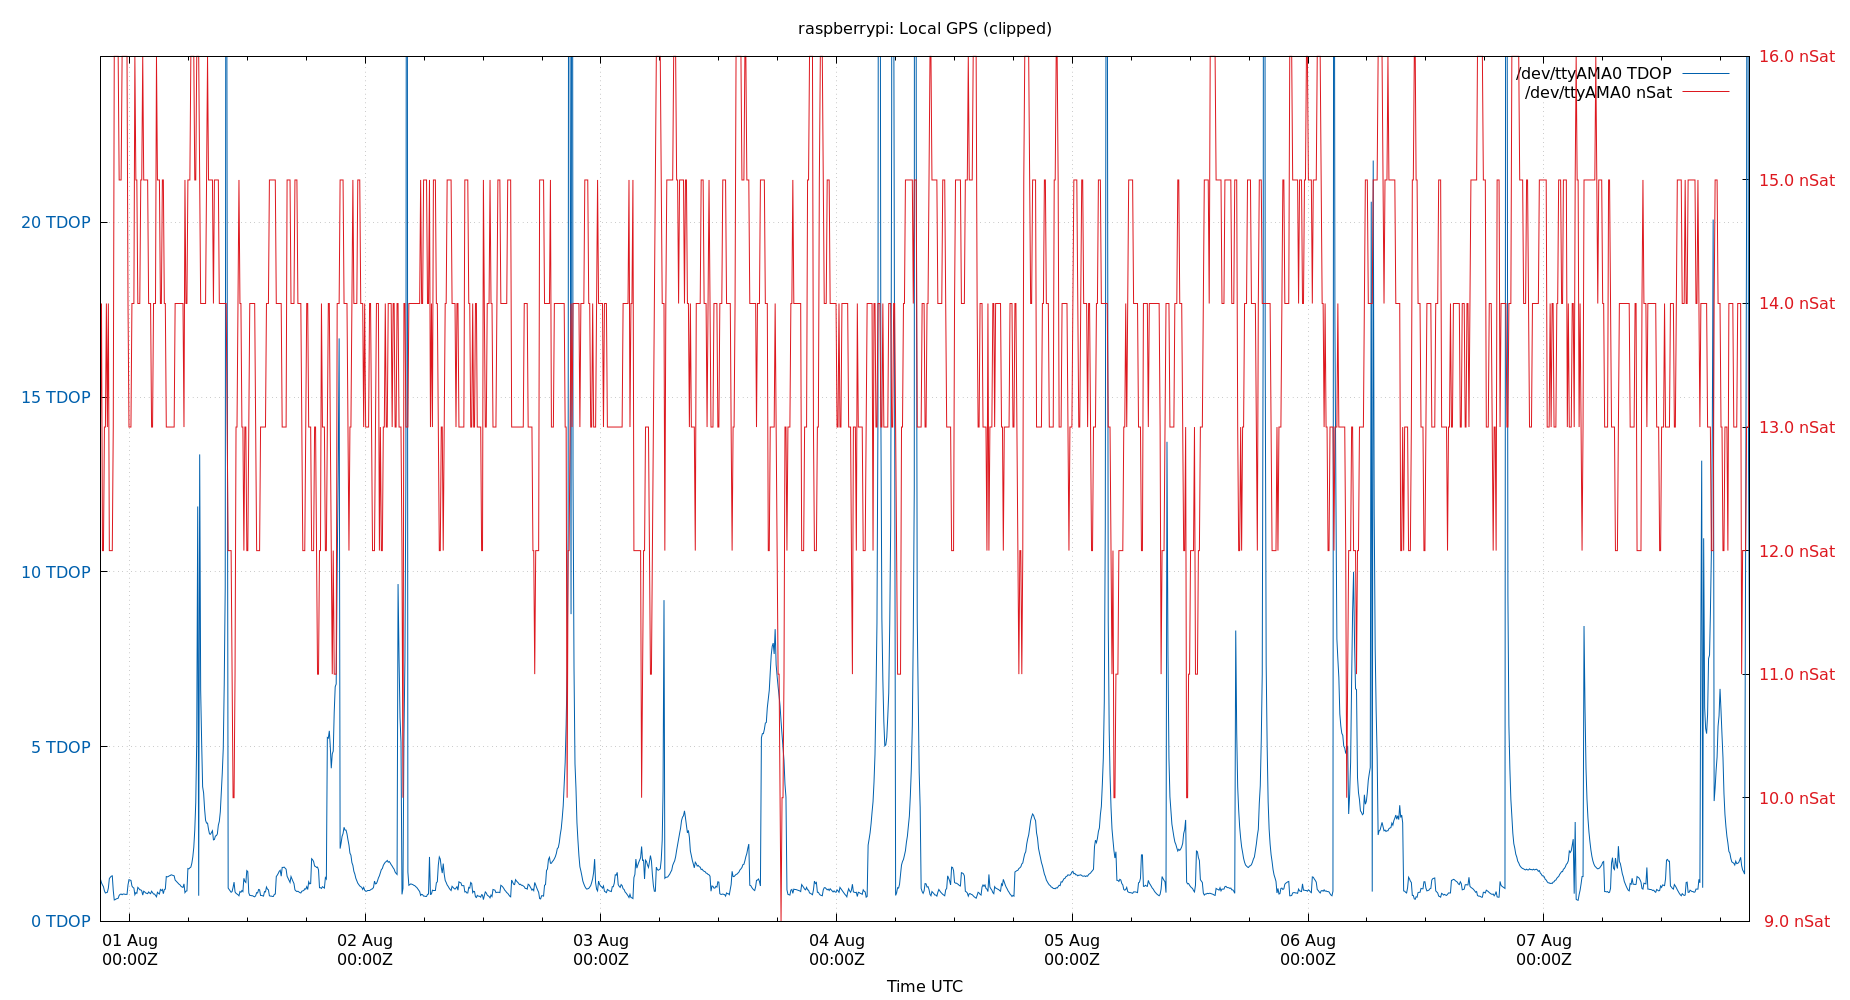 raspberrypi: Local GPS (clipped)
/dev/ttyAMA0 TDOP
/dev/ttyAMA0 nSat
20 TDOP
15 TDOP
10 TDOP
5 TDOP
0 TDOP
16.0 nSat
15.0 nSat
14.0 nSat
13.0 nSat
12.0 nSat
11.0 nSat
10.0 nSat
9.0 nSat
01 Aug
00:00Z
02 Aug
00:00Z
03 Aug
00:00Z
04 Aug
00:00Z
05 Aug
00:00Z
06 Aug
00:00Z
07 Aug
00:00Z
Time UTC